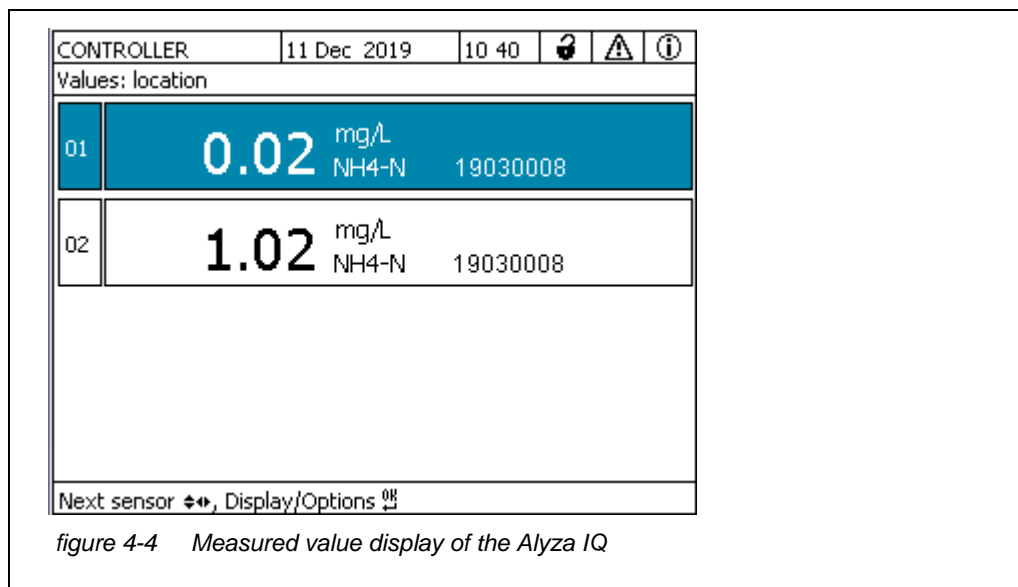 CONTROLLER 11 Dec 2019 10 40
Values: location
01 0.02 mg/L NH4-N 19030008
02 1.02 mg/L NH4-N 19030008
Next sensor, Display/Options OK
figure 4-4 Measured value display of the Alyza IQ